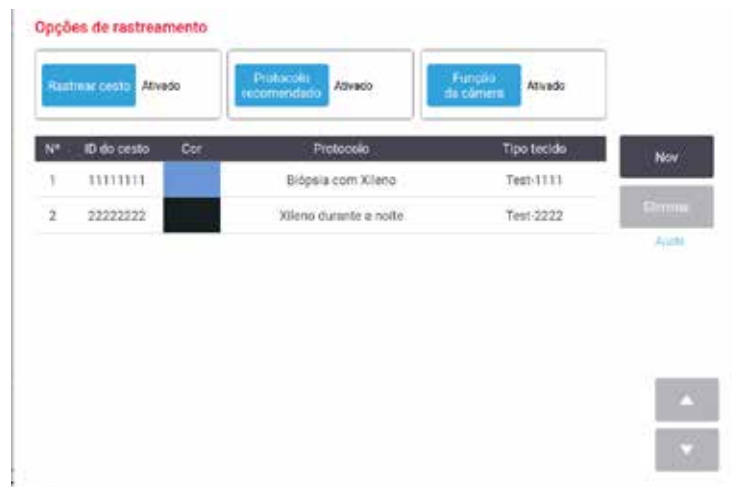 Opções de rastreamento
Rastrear cesto Ativado
Protocolo
recomendado Ativado
Função
da câmera Ativado
Nº ID do cesto Cor Protocolo Tipo tecido
1 11111111 Biópsia com Xileno Test-1111
2 22222222 Xileno durante a noite Test-2222
Nov
Eliminar
Ajuda